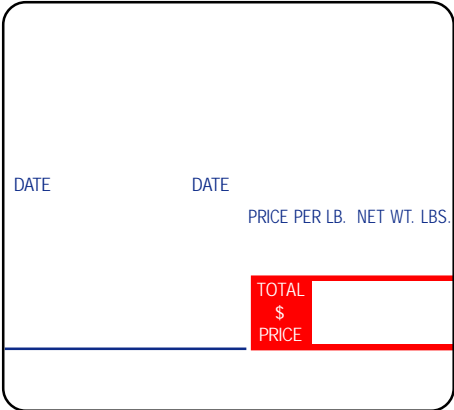 DATE DATE
PRICE PER LB. NET WT. LBS.
TOTAL
$
PRICE